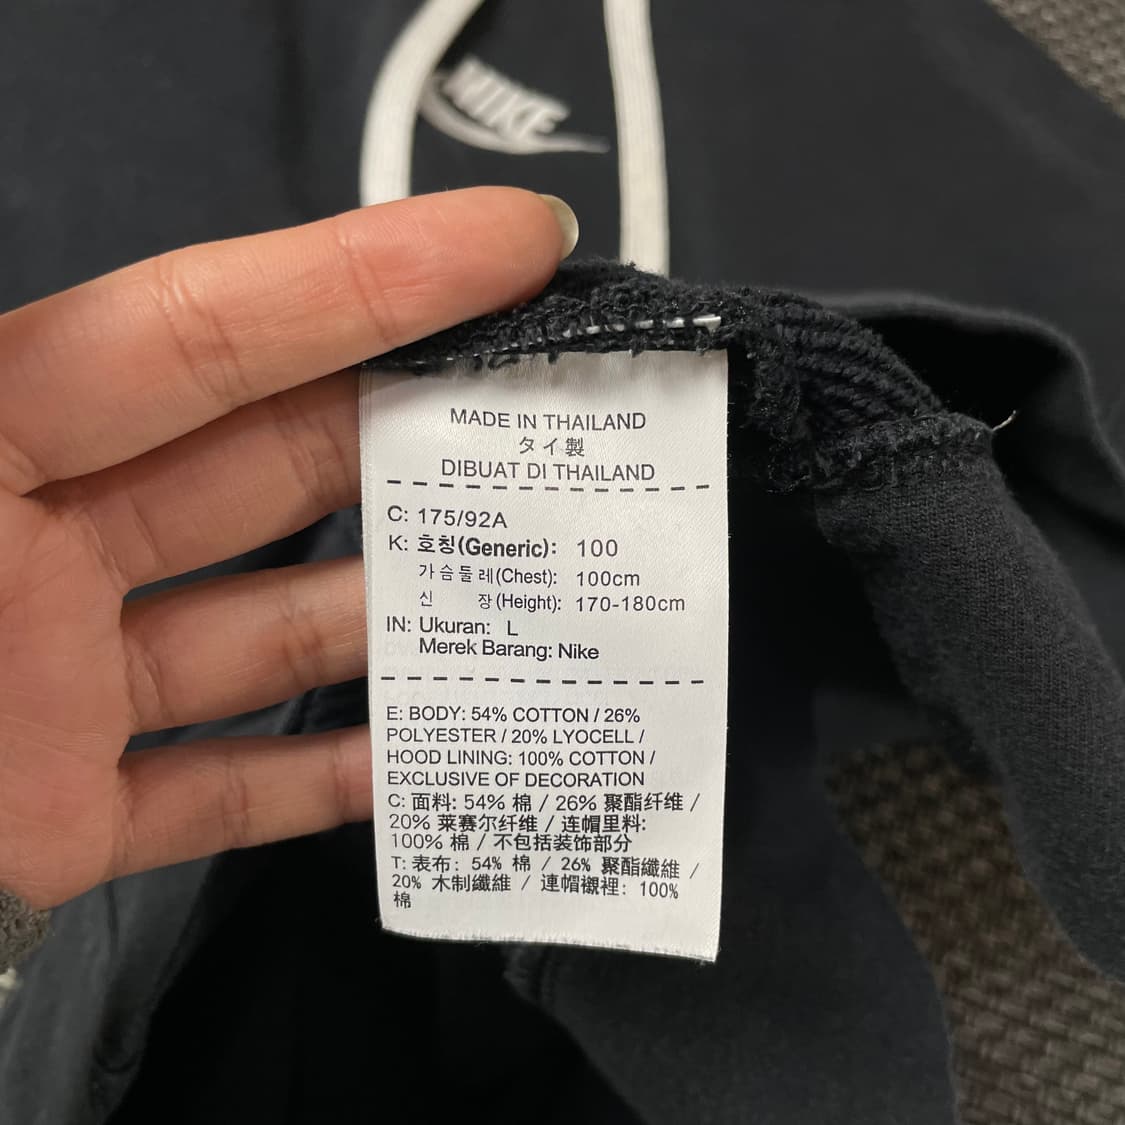 NIKE
MADE IN THAILAND
タイ製
DIBUAT DI THAILAND
C: 175/92A
K: 호칭(Generic): 100
가슴둘레(Chest): 100cm
신 장(Height): 170-180cm
IN: Ukuran: L
Merek Barang: Nike
E: BODY: 54% COTTON / 26%
POLYESTER / 20% LYOCELL /
HOOD LINING: 100% COTTON /
EXCLUSIVE OF DECORATION
C: 面料: 54% 棉 / 26% 聚酯纤维 /
20% 莱赛尔纤维 / 连帽里料:
100% 棉 / 不包括装饰部分
T: 表布: 54% 棉 / 26% 聚酯纖維 /
20% 木制纖維 / 連帽襯裡: 100%
棉